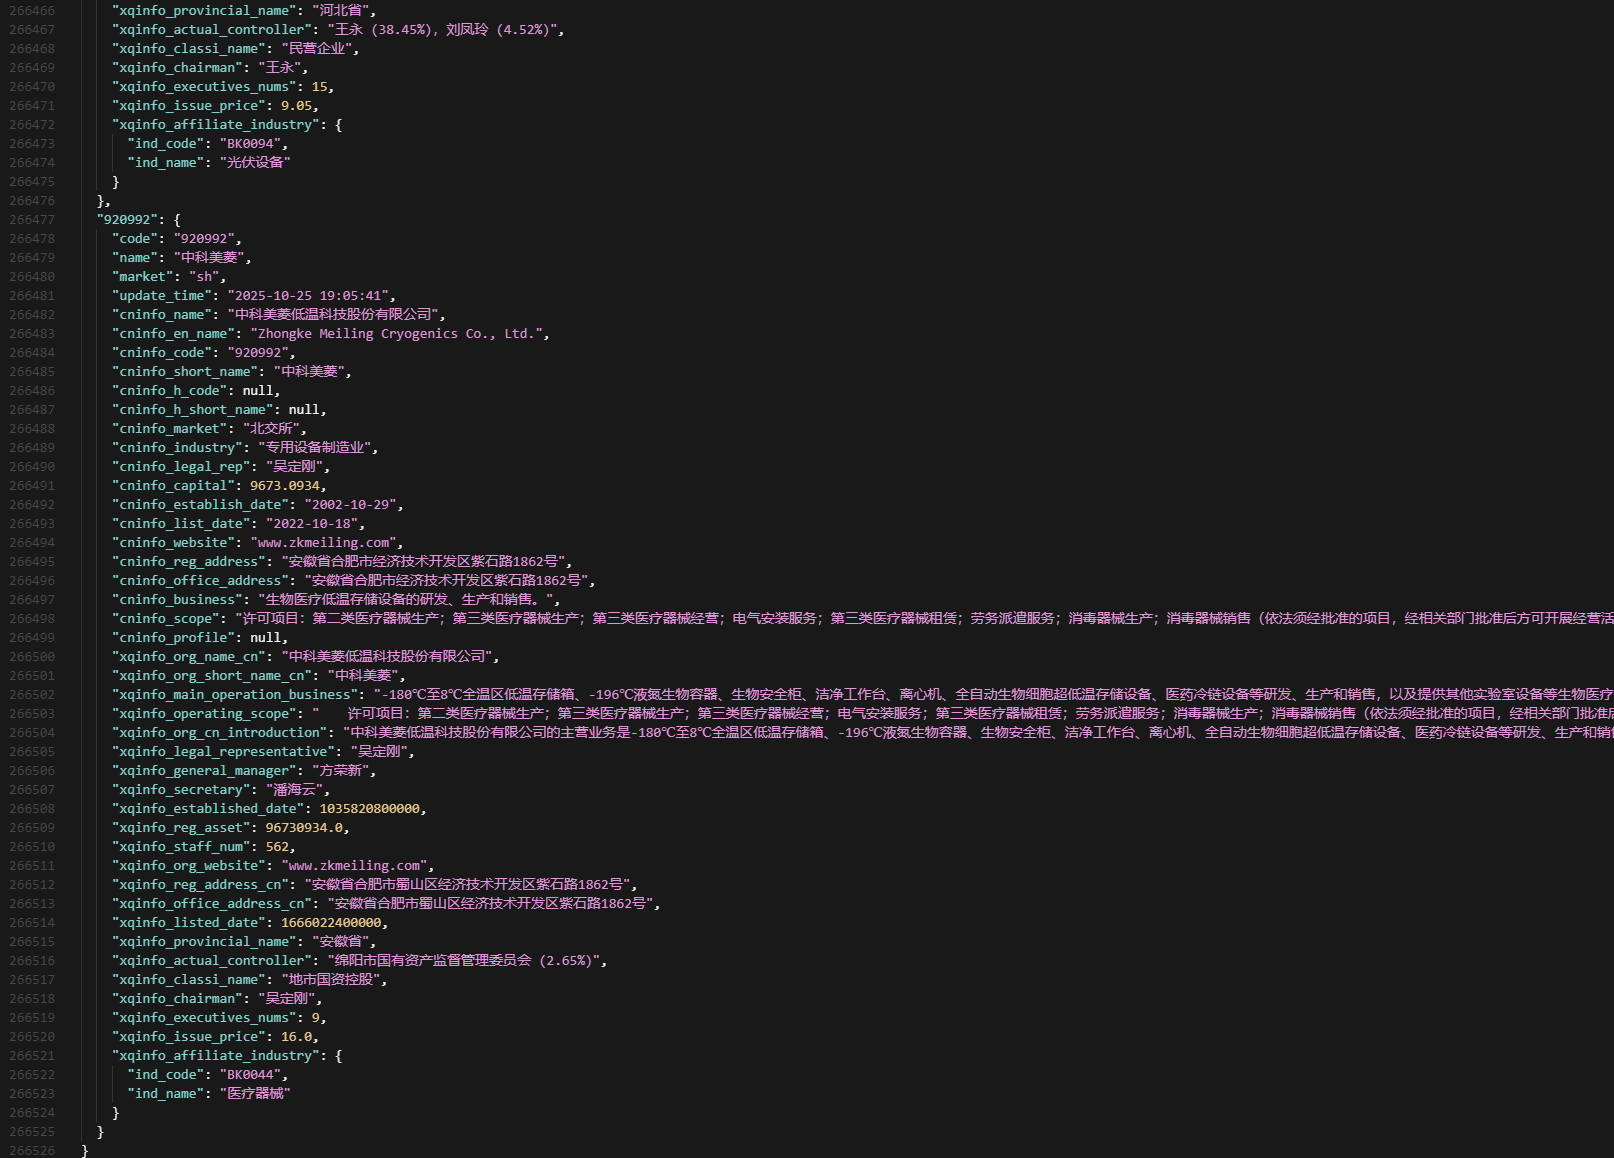 266466 "xqinfo_provincial_name": "河北省",
266467 "xqinfo_actual_controller": "王永 (38.45%), 刘凤玲 (4.52%)",
266468 "xqinfo_classi_name": "民营企业",
266469 "xqinfo_chairman": "王永",
266470 "xqinfo_executives_nums": 15,
266471 "xqinfo_issue_price": 9.05,
266472 "xqinfo_affiliate_industry": {
266473 "ind_code": "BK0094",
266474 "ind_name": "光伏设备"
266475 }
266476 },
266477 "920992": {
266478 "code": "920992",
266479 "name": "中科美菱",
266480 "market": "sh",
266481 "update_time": "2025-10-25 19:05:41",
266482 "cninfo_name": "中科美菱低温科技股份有限公司",
266483 "cninfo_en_name": "Zhongke Meiling Cryogenics Co., Ltd.",
266484 "cninfo_code": "920992",
266485 "cninfo_short_name": "中科美菱",
266486 "cninfo_h_code": null,
266487 "cninfo_h_short_name": null,
266488 "cninfo_market": "北交所",
266489 "cninfo_industry": "专用设备制造业",
266490 "cninfo_legal_rep": "吴定刚",
266491 "cninfo_capital": 9673.0934,
266492 "cninfo_establish_date": "2002-10-29",
266493 "cninfo_list_date": "2022-10-18",
266494 "cninfo_website": "www.zkmeiling.com",
266495 "cninfo_reg_address": "安徽省合肥市经济技术开发区紫石路1862号",
266496 "cninfo_office_address": "安徽省合肥市经济技术开发区紫石路1862号",
266497 "cninfo_business": "生物医疗低温存储设备的研发、生产和销售。",
266498 "cninfo_scope": "许可项目：第二类医疗器械生产；第三类医疗器械生产；第三类医疗器械经营；电气安装服务；第三类医疗器械租赁；劳务派遣服务；消毒器械生产；消毒器械销售（依法须经批准的项目，经相关部门批准后方可开展经营活
266499 "cninfo_profile": null,
266500 "xqinfo_org_name_cn": "中科美菱低温科技股份有限公司",
266501 "xqinfo_org_short_name_cn": "中科美菱",
266502 "xqinfo_main_operation_business": "-180℃至8℃全温区低温存储箱、-196℃液氮生物容器、生物安全柜、洁净工作台、离心机、全自动生物细胞超低温存储设备、医药冷链设备等研发、生产和销售，以及提供其他实验室设备等生物医疗
266503 "xqinfo_operating_scope": "    许可项目：第二类医疗器械生产；第三类医疗器械生产；第三类医疗器械经营；电气安装服务；第三类医疗器械租赁；劳务派遣服务；消毒器械生产；消毒器械销售（依法须经批准的项目，经相关部门批准后
266504 "xqinfo_org_cn_introduction": "中科美菱低温科技股份有限公司的主营业务是-180℃至8℃全温区低温存储箱、-196℃液氮生物容器、生物安全柜、洁净工作台、离心机、全自动生物细胞超低温存储设备、医药冷链设备等研发、生产和销售
266505 "xqinfo_legal_representative": "吴定刚",
266506 "xqinfo_general_manager": "方荣新",
266507 "xqinfo_secretary": "潘海云",
266508 "xqinfo_established_date": 1035820800000,
266509 "xqinfo_reg_asset": 96730934.0,
266510 "xqinfo_staff_num": 562,
266511 "xqinfo_org_website": "www.zkmeiling.com",
266512 "xqinfo_reg_address_cn": "安徽省合肥市蜀山区经济技术开发区紫石路1862号",
266513 "xqinfo_office_address_cn": "安徽省合肥市蜀山区经济技术开发区紫石路1862号",
266514 "xqinfo_listed_date": 1666022400000,
266515 "xqinfo_provincial_name": "安徽省",
266516 "xqinfo_actual_controller": "绵阳市国有资产监督管理委员会 (2.65%)",
266517 "xqinfo_classi_name": "地市国资控股",
266518 "xqinfo_chairman": "吴定刚",
266519 "xqinfo_executives_nums": 9,
266520 "xqinfo_issue_price": 16.0,
266521 "xqinfo_affiliate_industry": {
266522 "ind_code": "BK0044",
266523 "ind_name": "医疗器械"
266524 }
266525 }
266526 }